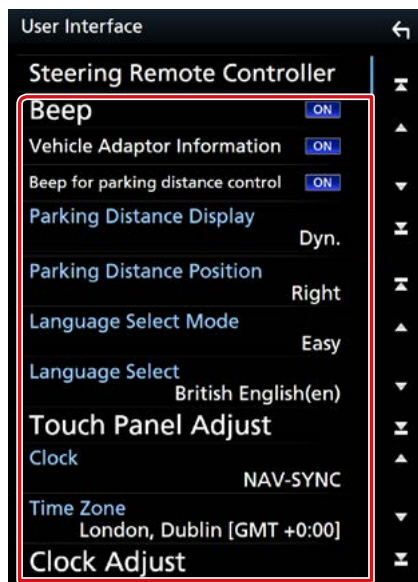 User Interface
Steering Remote Controller
Beep ON
Vehicle Adaptor Information ON
Beep for parking distance control ON
Parking Distance Display
Dyn.
Parking Distance Position
Right
Language Select Mode
Easy
Language Select
British English(en)
Touch Panel Adjust
Clock
NAV-SYNC
Time Zone
London, Dublin [GMT +0:00]
Clock Adjust